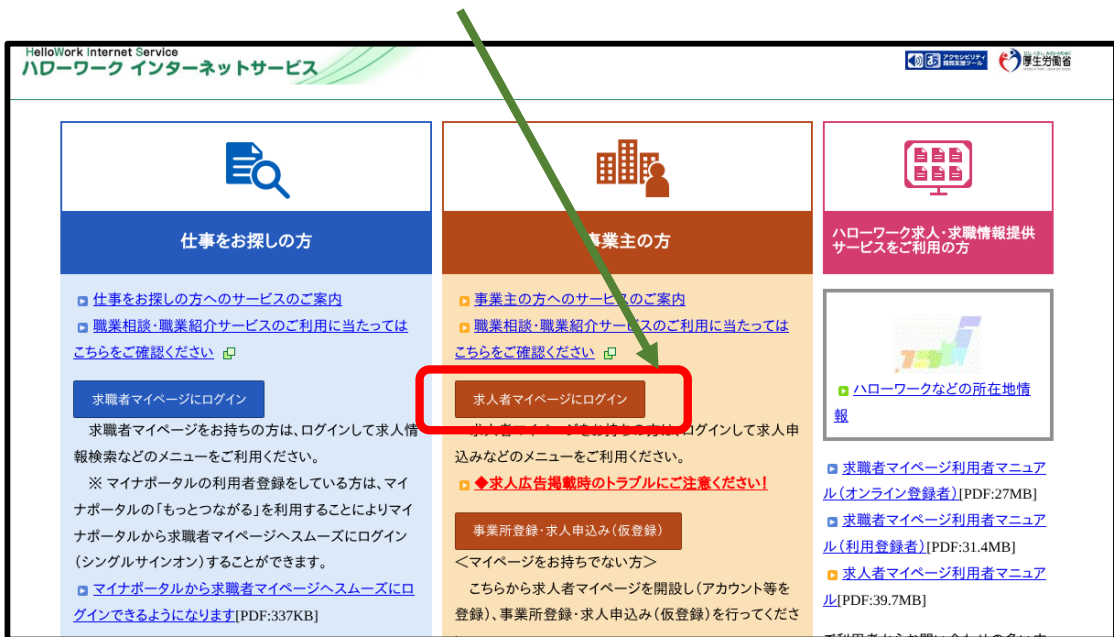 HelloWork Internet Service
ハローワーク インターネットサービス
アクセシビリティ
閲覧支援ツール
厚生労働省
仕事をお探しの方
仕事をお探しの方へのサービスのご案内
職業相談・職業紹介サービスのご利用に当たっては
こちらをご確認ください
求職者マイページにログイン
求職者マイページをお持ちの方は、ログインして求人情
報検索などのメニューをご利用ください。
※ マイナポータルの利用者登録をしている方は、マイ
ナポータルの「もっとつながる」を利用することによりマイ
ナポータルから求職者マイページへスムーズにログイン
(シングルサインオン)することができます。
マイナポータルから求職者マイページへスムーズにロ
グインできるようになります[PDF:337KB]
事業主の方
事業主の方へのサービスのご案内
職業相談・職業紹介サービスのご利用に当たっては
こちらをご確認ください
求人者マイページにログイン
求人者マイページをお持ちの方は、ログインして求人申
込みなどのメニューをご利用ください。
◆求人広告掲載時のトラブルにご注意ください!
事業所登録・求人申込み(仮登録)
<マイページをお持ちでない方>
こちらから求人者マイページを開設し(アカウント等を
登録)、事業所登録・求人申込み(仮登録)を行ってくださ
ハローワーク求人・求職情報提供
サービスをご利用の方
ハローワークなどの所在地情
報
求職者マイページ利用者マニュア
ル(オンライン登録者)[PDF:27MB]
求職者マイページ利用者マニュア
ル(利用登録者)[PDF:31.4MB]
求人者マイページ利用者マニュア
ル[PDF:39.7MB]